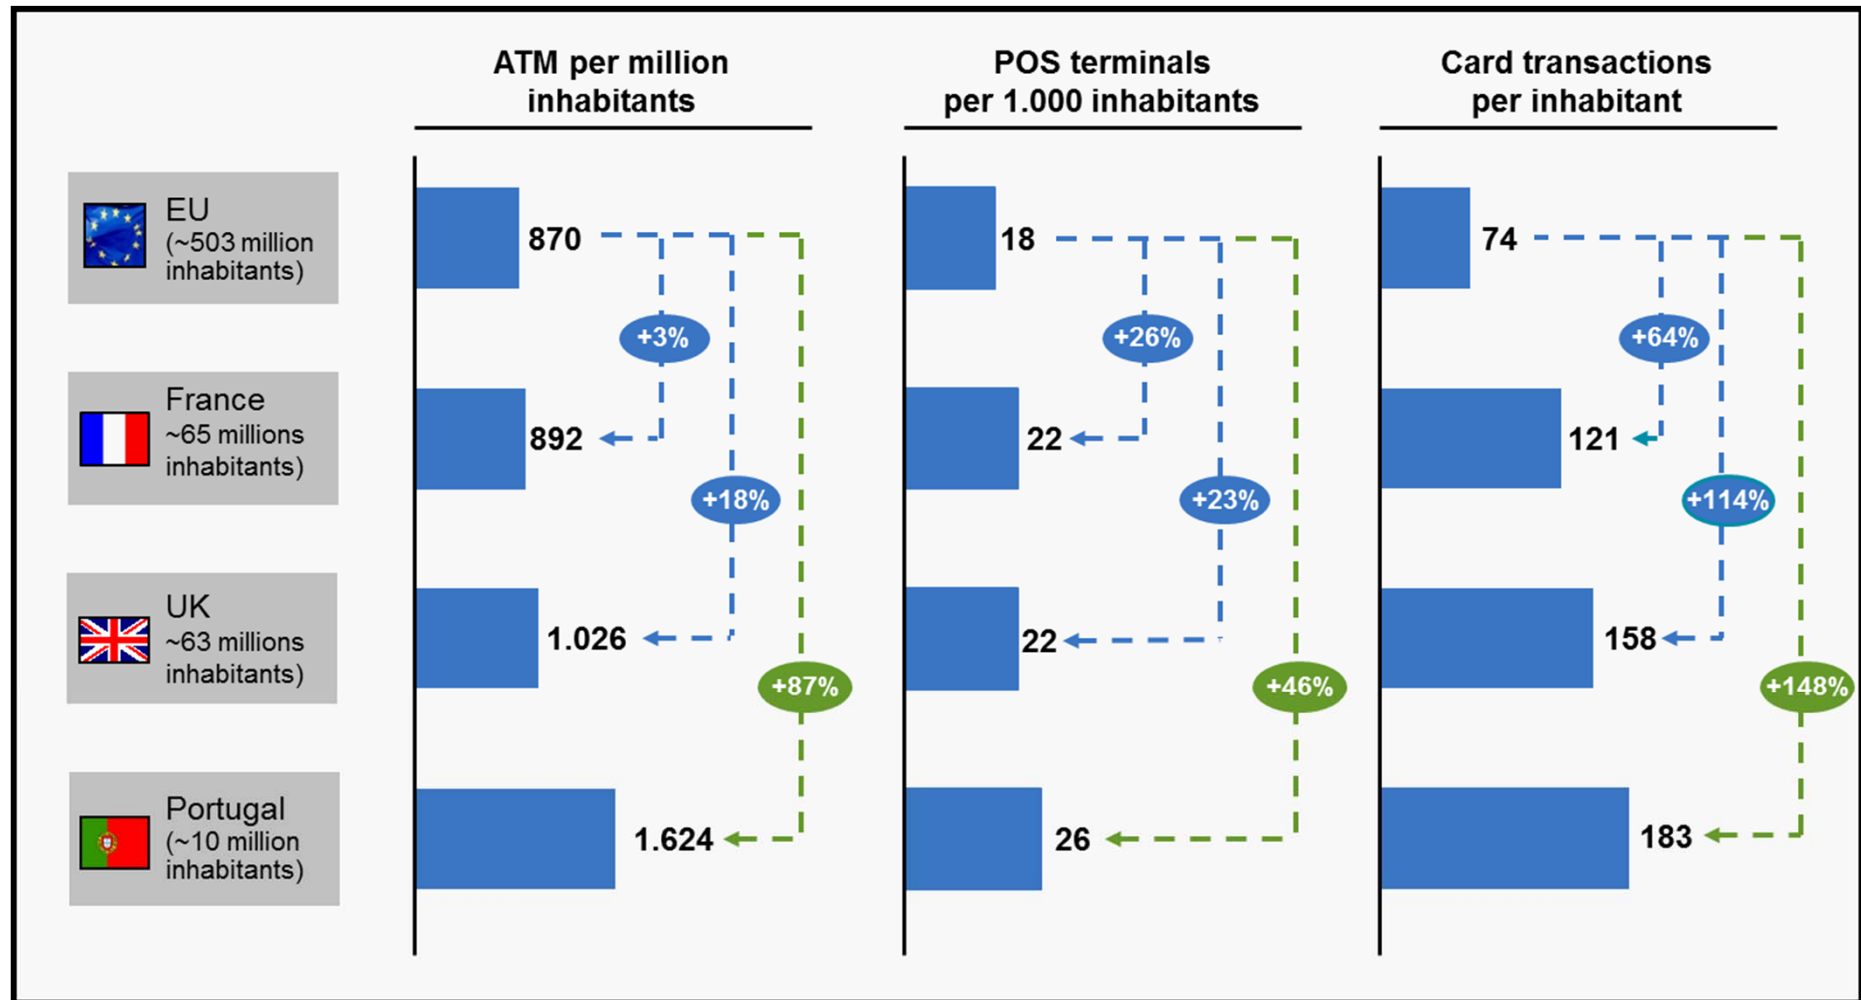 ATM per million
inhabitants
POS terminals
per 1.000 inhabitants
Card transactions
per inhabitant
EU
(~503 million
inhabitants)
870
18
74
+3%
+26%
+64%
France
~65 millions
inhabitants)
892
22
121
+18%
+23%
+114%
UK
~63 millions
inhabitants)
1.026
22
158
+87%
+46%
+148%
Portugal
(~10 million
inhabitants)
1.624
26
183